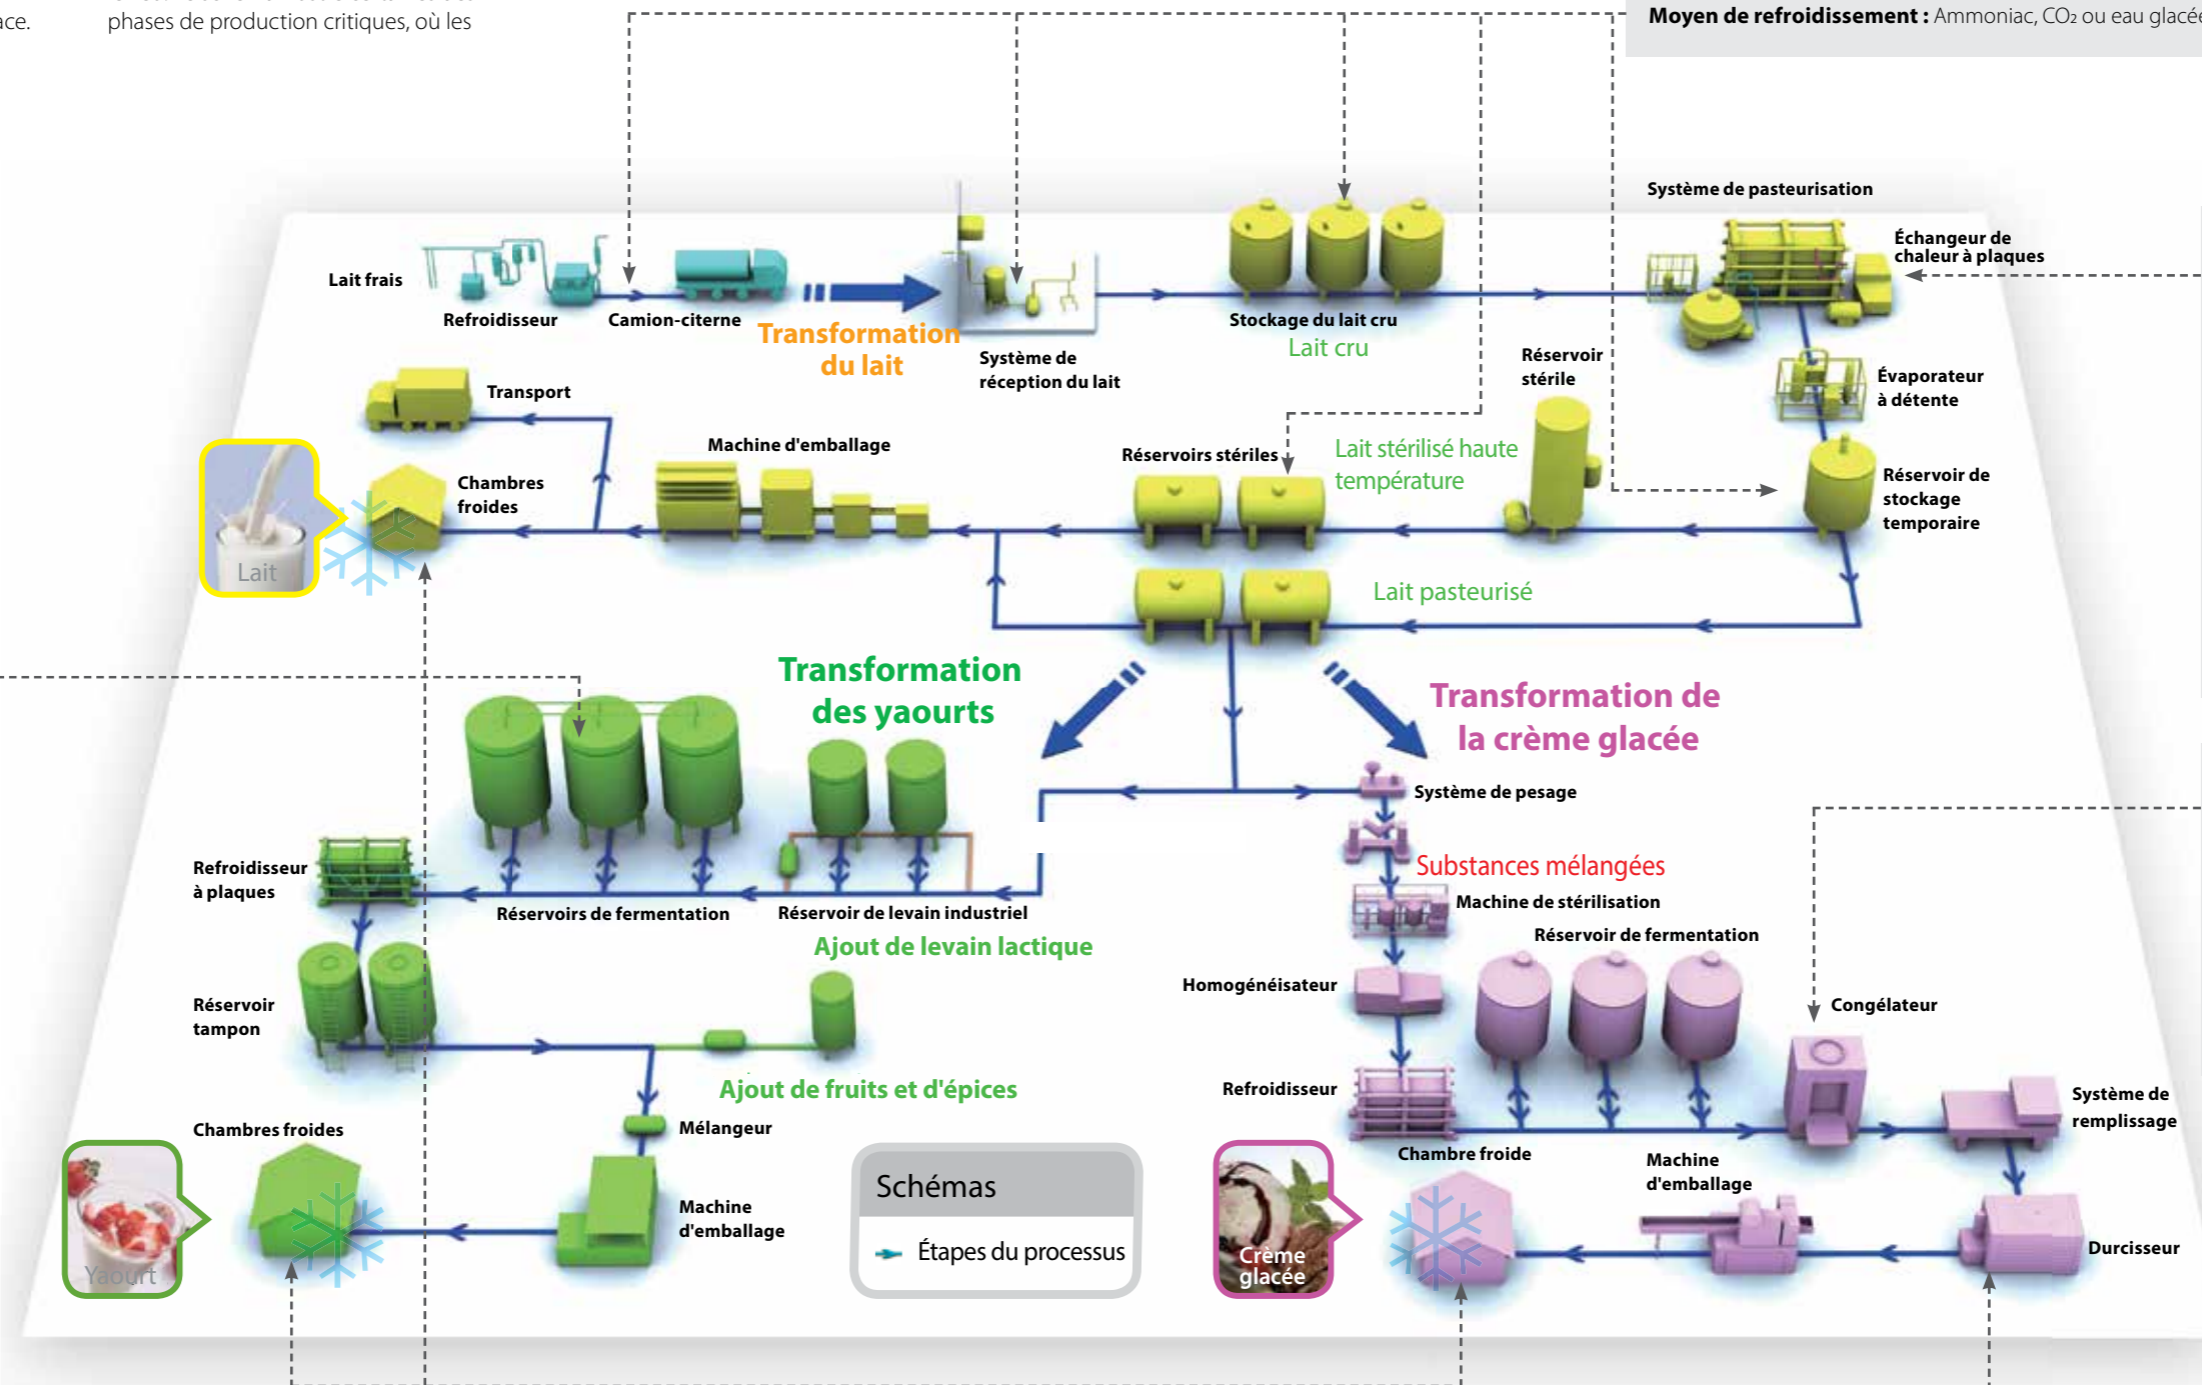 ace.
phases de production critiques, où les
Moyen de refroidissement : Ammoniac, CO₂ ou eau glacée
Système de pasteurisation
Échangeur de
chaleur à plaques
Lait frais
Refroidisseur
Camion-citerne
Transformation
du lait
Système de
réception du lait
Stockage du lait cru
Lait cru
Réservoir
stérile
Évaporateur
à détente
Transport
Machine d'emballage
Réservoirs stériles
Lait stérilisé haute
température
Chambres
froides
Réservoir de
stockage
temporaire
Lait
Lait pasteurisé
Transformation
des yaourts
Transformation de
la crème glacée
Système de pesage
Substances mélangées
Refroidisseur
à plaques
Réservoirs de fermentation
Réservoir de levain industriel
Ajout de levain lactique
Machine de stérilisation
Réservoir de fermentation
Homogénéisateur
Congélateur
Réservoir
tampon
Ajout de fruits et d'épices
Refroidisseur
Système de
remplissage
Chambres froides
Mélangeur
Chambre froide
Machine
d'emballage
Schémas
Étapes du processus
Machine
d'emballage
Yaourt
Crème
glacée
Durcisseur